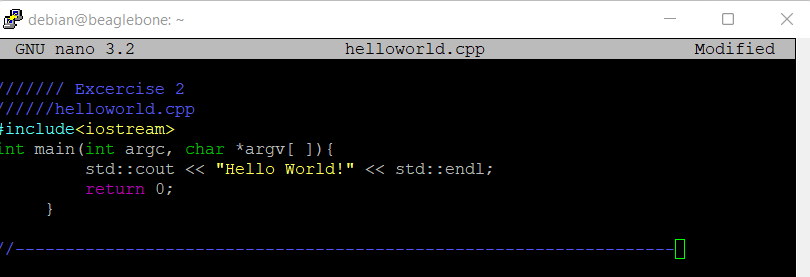 debian@beaglebone: ~
GNU nano 3.2 helloworld.cpp Modified
/////// Excercise 2
//////helloworld.cpp
#include<iostream>
int main(int argc, char *argv[ ]){
std::cout << "Hello World!" << std::endl;
return 0;
}
//------------------------------------------------------------------